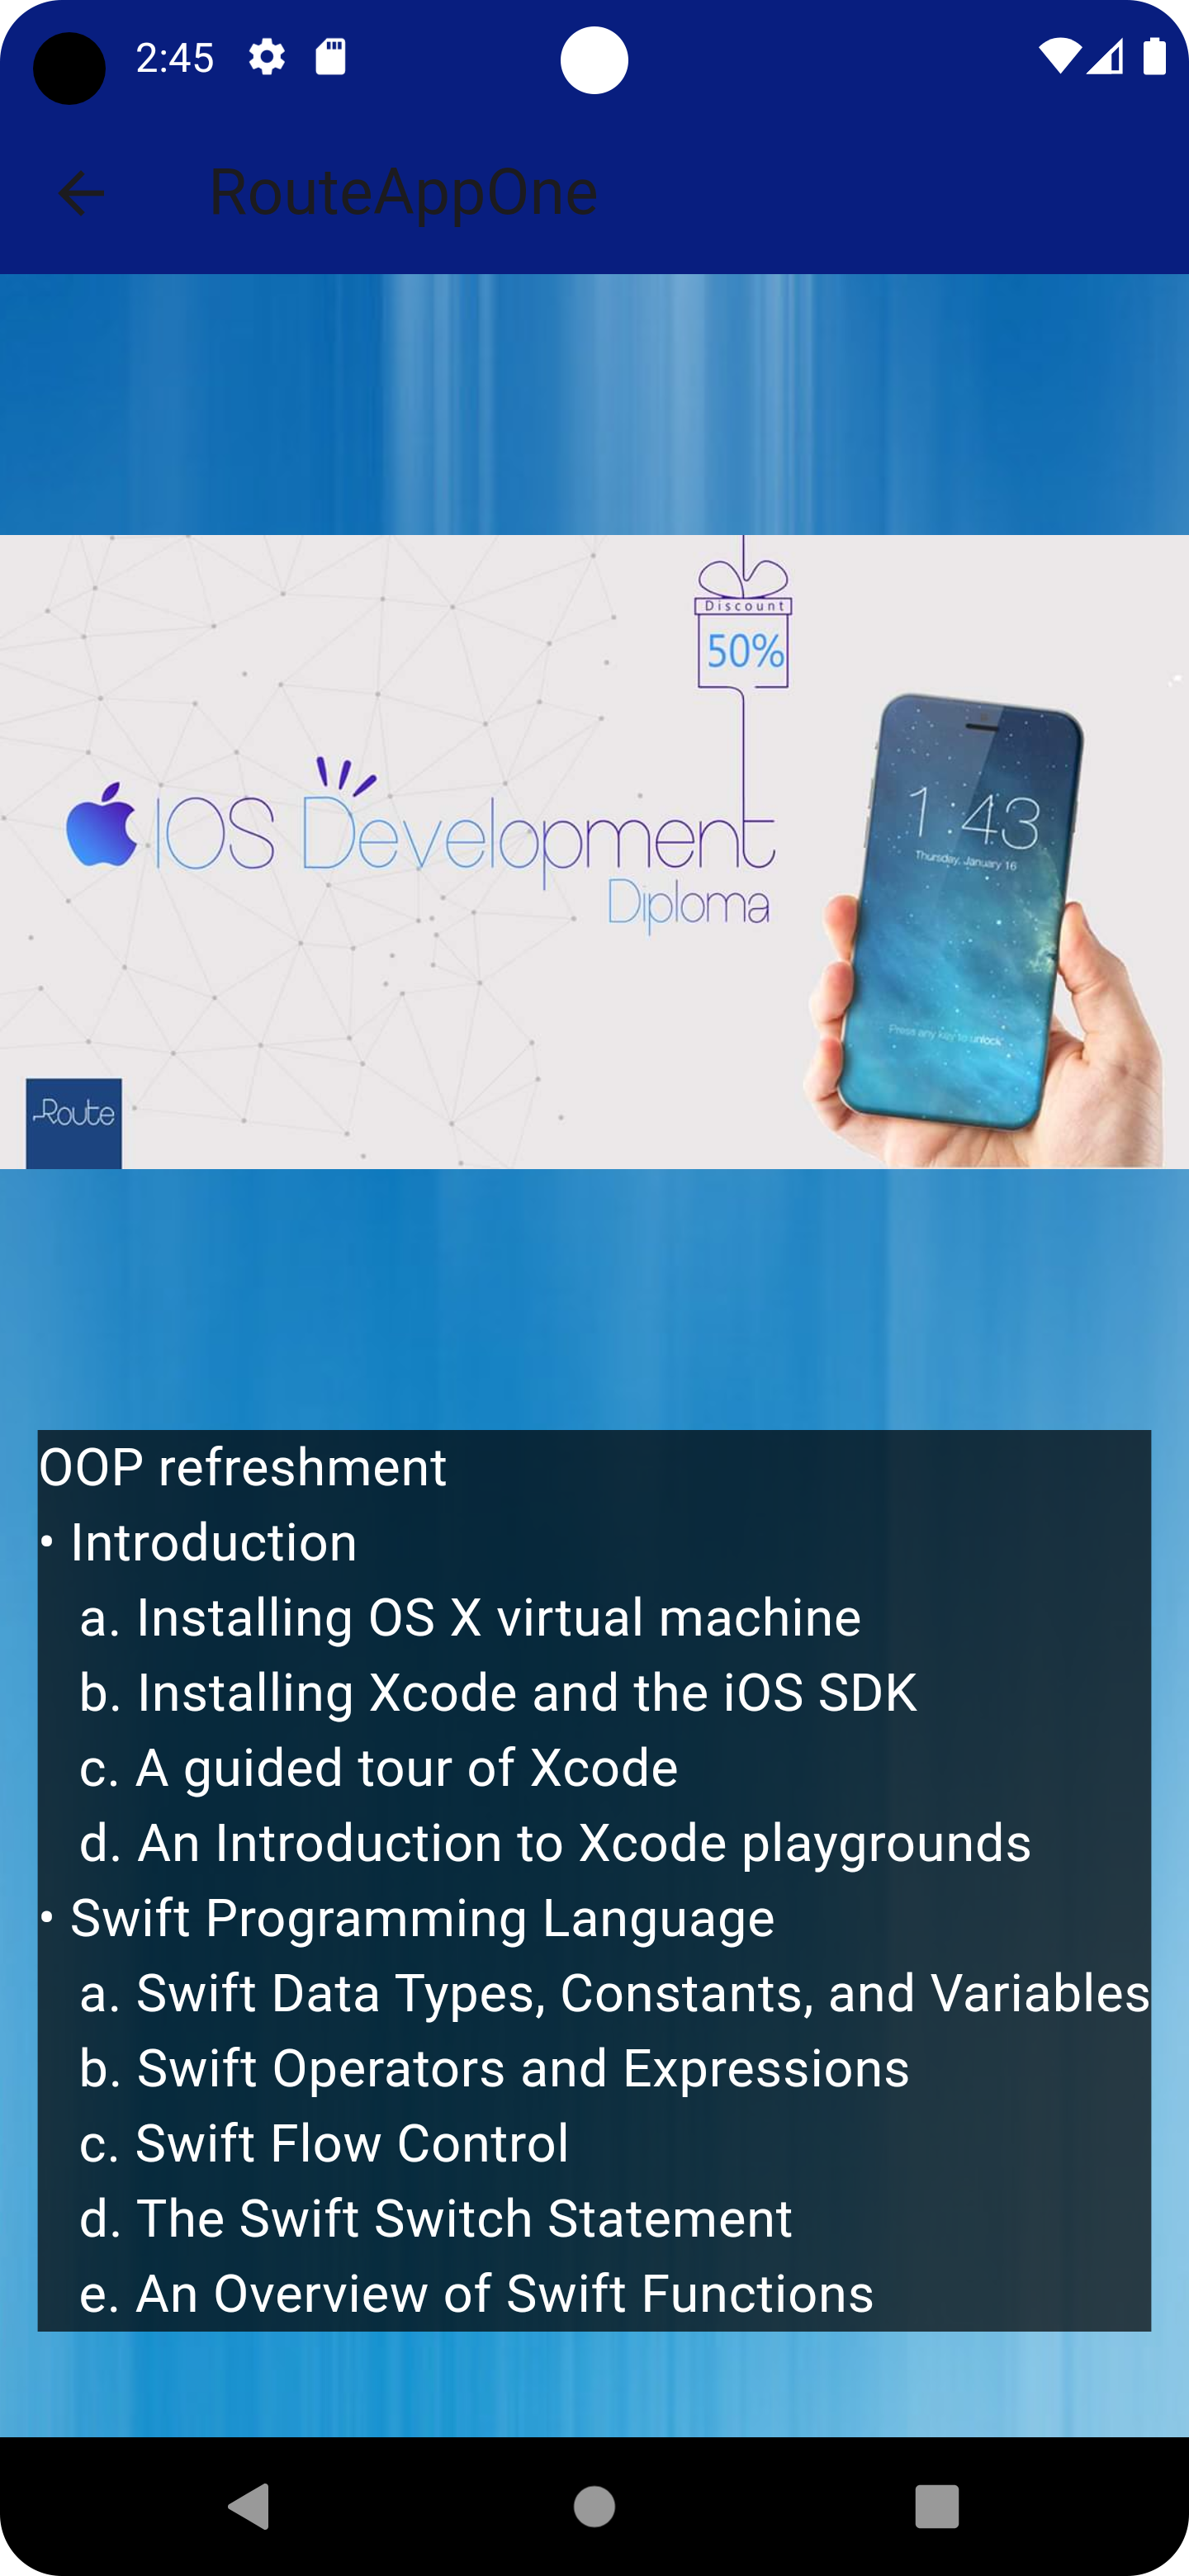 2:45
RouteAppOne
Discount
50%
IOS Development
Diploma
1:43
Thursday, January 16
Press any key to unlock
Route
OOP refreshment
• Introduction
a. Installing OS X virtual machine
b. Installing Xcode and the iOS SDK
c. A guided tour of Xcode
d. An Introduction to Xcode playgrounds
• Swift Programming Language
a. Swift Data Types, Constants, and Variables
b. Swift Operators and Expressions
c. Swift Flow Control
d. The Swift Switch Statement
e. An Overview of Swift Functions